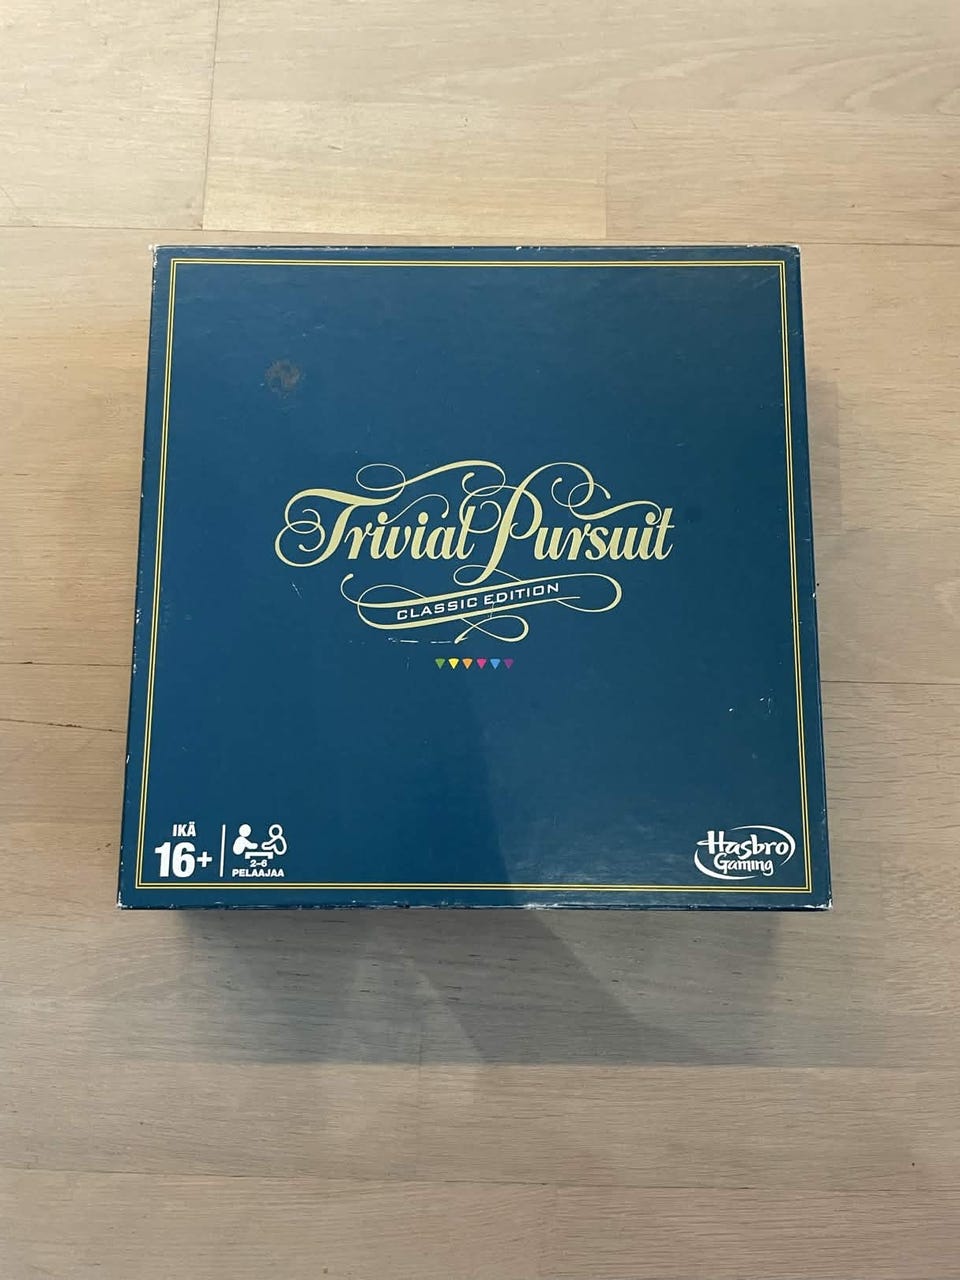 Trivial Pursuit
CLASSIC EDITION
IKÄ
16+
2-6
PELAAJAA
Hasbro
Gaming